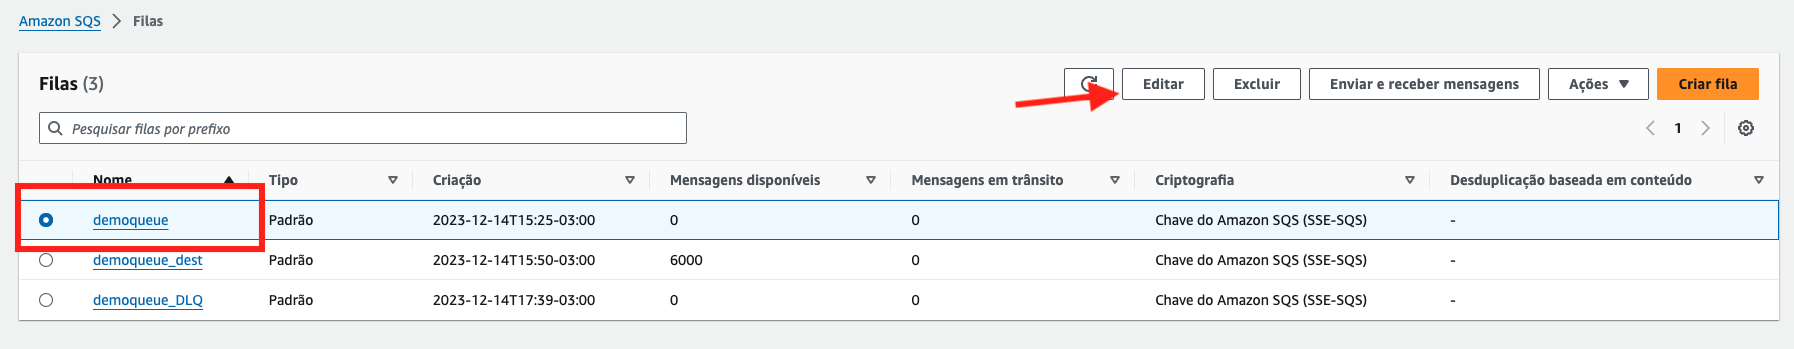 Amazon SQS > Filas
Filas (3)
Editar
Excluir
Enviar e receber mensagens
Ações
Criar fila
Pesquisar filas por prefixo
1
Nome Tipo Criação Mensagens disponíveis Mensagens em trânsito Criptografia Desduplicação baseada em conteúdo
demoqueue Padrão 2023-12-14T15:25-03:00 0 0 Chave do Amazon SQS (SSE-SQS) -
demoqueue_dest Padrão 2023-12-14T15:50-03:00 6000 0 Chave do Amazon SQS (SSE-SQS) -
demoqueue_DLQ Padrão 2023-12-14T17:39-03:00 0 0 Chave do Amazon SQS (SSE-SQS) -